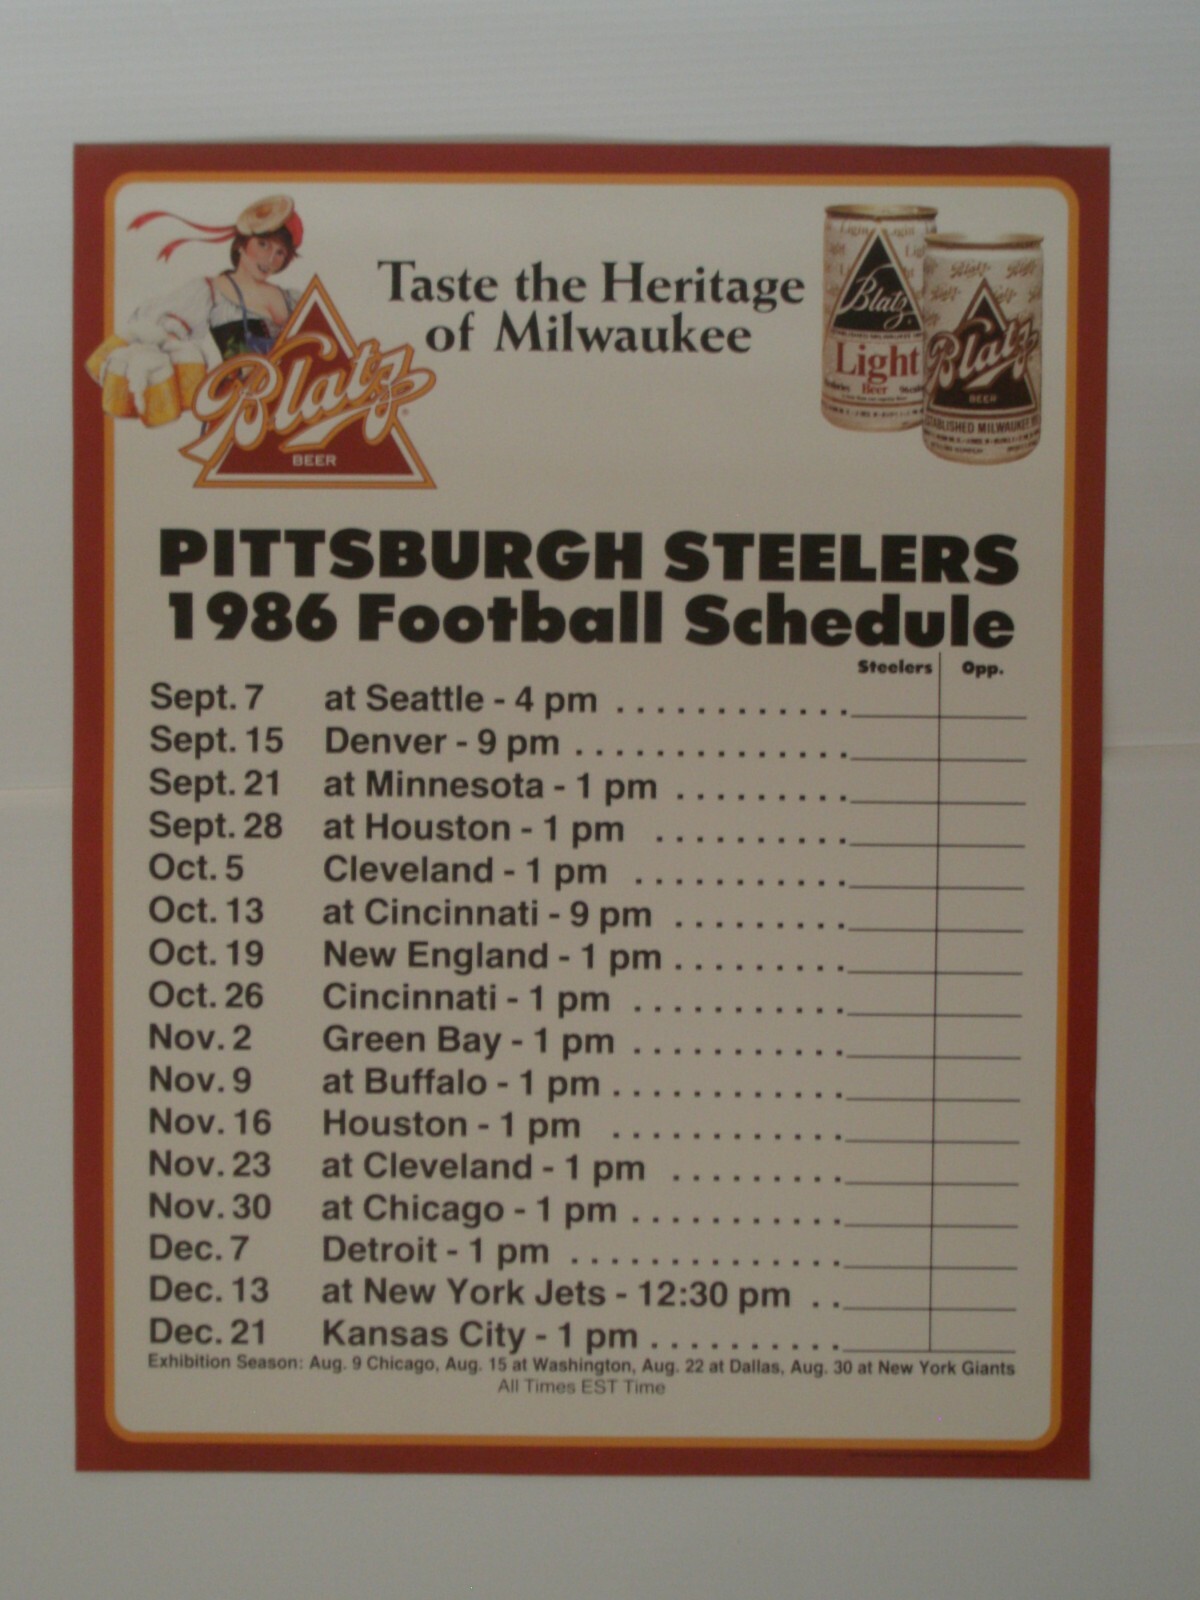 Taste the Heritage
of Milwaukee
Blatz
BEER
Blatz
Light
Beer
Blatz
BEER
ESTABLISHED MILWAUKEE
PITTSBURGH STEELERS
1986 Football Schedule
Steelers Opp.
Sept. 7 at Seattle - 4 pm
Sept. 15 Denver - 9 pm
Sept. 21 at Minnesota - 1 pm
Sept. 28 at Houston - 1 pm
Oct. 5 Cleveland - 1 pm
Oct. 13 at Cincinnati - 9 pm
Oct. 19 New England - 1 pm
Oct. 26 Cincinnati - 1 pm
Nov. 2 Green Bay - 1 pm
Nov. 9 at Buffalo - 1 pm
Nov. 16 Houston - 1 pm
Nov. 23 at Cleveland - 1 pm
Nov. 30 at Chicago - 1 pm
Dec. 7 Detroit - 1 pm
Dec. 13 at New York Jets - 12:30 pm
Dec. 21 Kansas City - 1 pm
Exhibition Season: Aug. 9 Chicago, Aug. 15 at Washington, Aug. 22 at Dallas, Aug. 30 at New York Giants
All Times EST Time